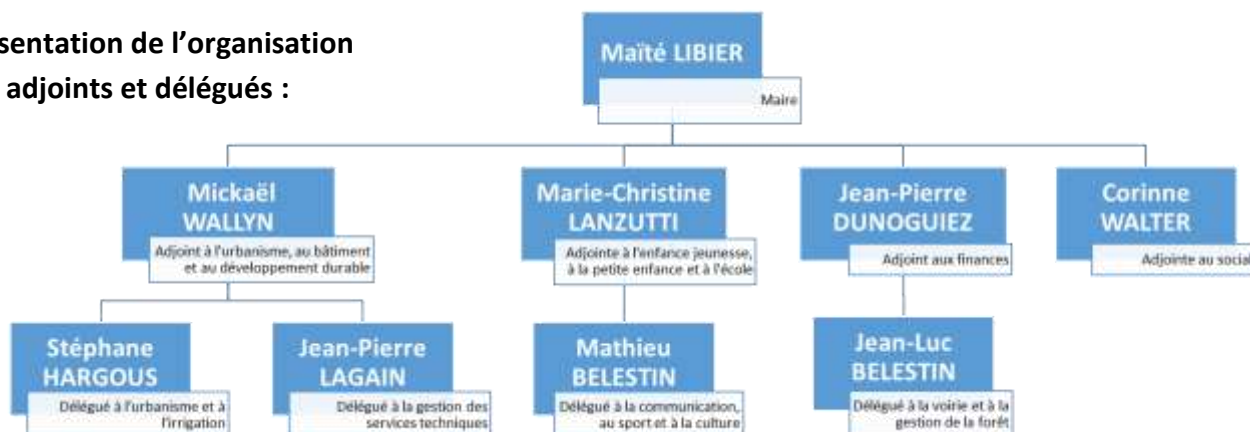 sentation de l'organisation
adjoints et délégués :
Maïté LIBIER
Maire
Mickaël
WALLYN
Adjoint à l'urbanisme, au bâtiment
et au développement durable
Marie-Christine
LANZUTTI
Adjointe à l'enfance jeunesse,
à la petite enfance et à l'école
Jean-Pierre
DUNOGUIEZ
Adjoint aux finances
Corinne
WALTER
Adjointe au social
Stéphane
HARGOUS
Délégué à l'urbanisme et à
l'irrigation
Jean-Pierre
LAGAIN
Délégué à la gestion des
services techniques
Mathieu
BELESTIN
Délégué à la communication,
au sport et à la culture
Jean-Luc
BELESTIN
Délégué à la voirie et à la
gestion de la forêt